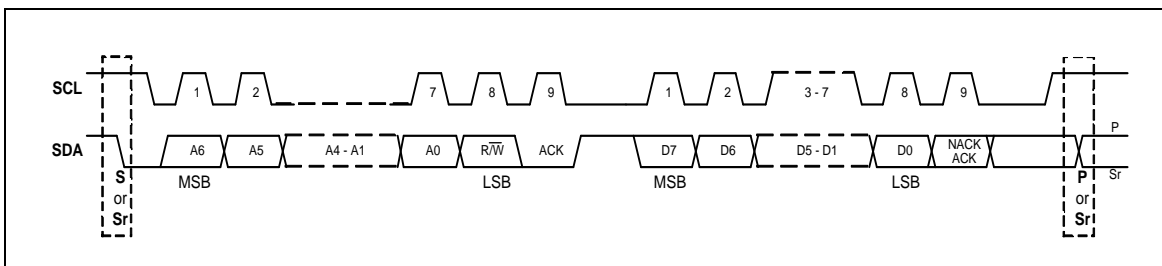 SCL 1 2 7 8 9 1 2 3 - 7 8 9
P
SDA A6 A5 A4 - A1 A0 R/W ACK D7 D6 D5 - D1 D0 NACK
ACK
Sr
S MSB LSB MSB LSB P
or or
Sr Sr